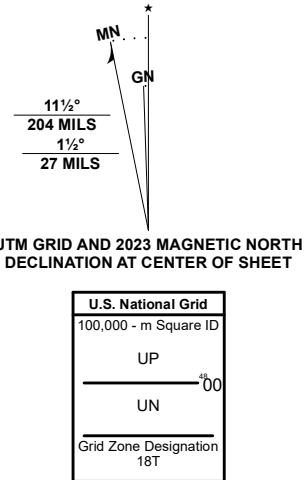 ★
MN
GN
11½°
204 MILS
1½°
27 MILS
UTM GRID AND 2023 MAGNETIC NORTH
DECLINATION AT CENTER OF SHEET
U.S. National Grid
100,000 - m Square ID
UP
48 00
UN
Grid Zone Designation
18T